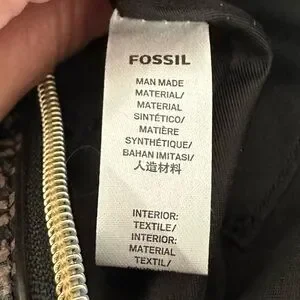 FOSSIL
MAN MADE
MATERIAL/
MATERIAL
SINTÉTICO/
MATIÈRE
SYNTHÉTIQUE/
BAHAN IMITASI/
人造材料
INTERIOR:
TEXTILE/
INTERIOR:
MATERIAL
TEXTIL/